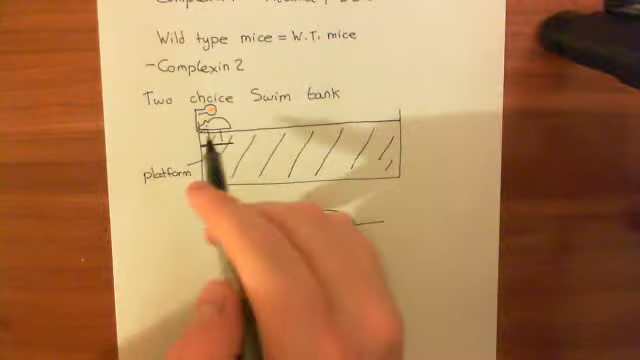 Wild type mice = W.T. mice
- Complexin 2
Two choice Swim tank
platform